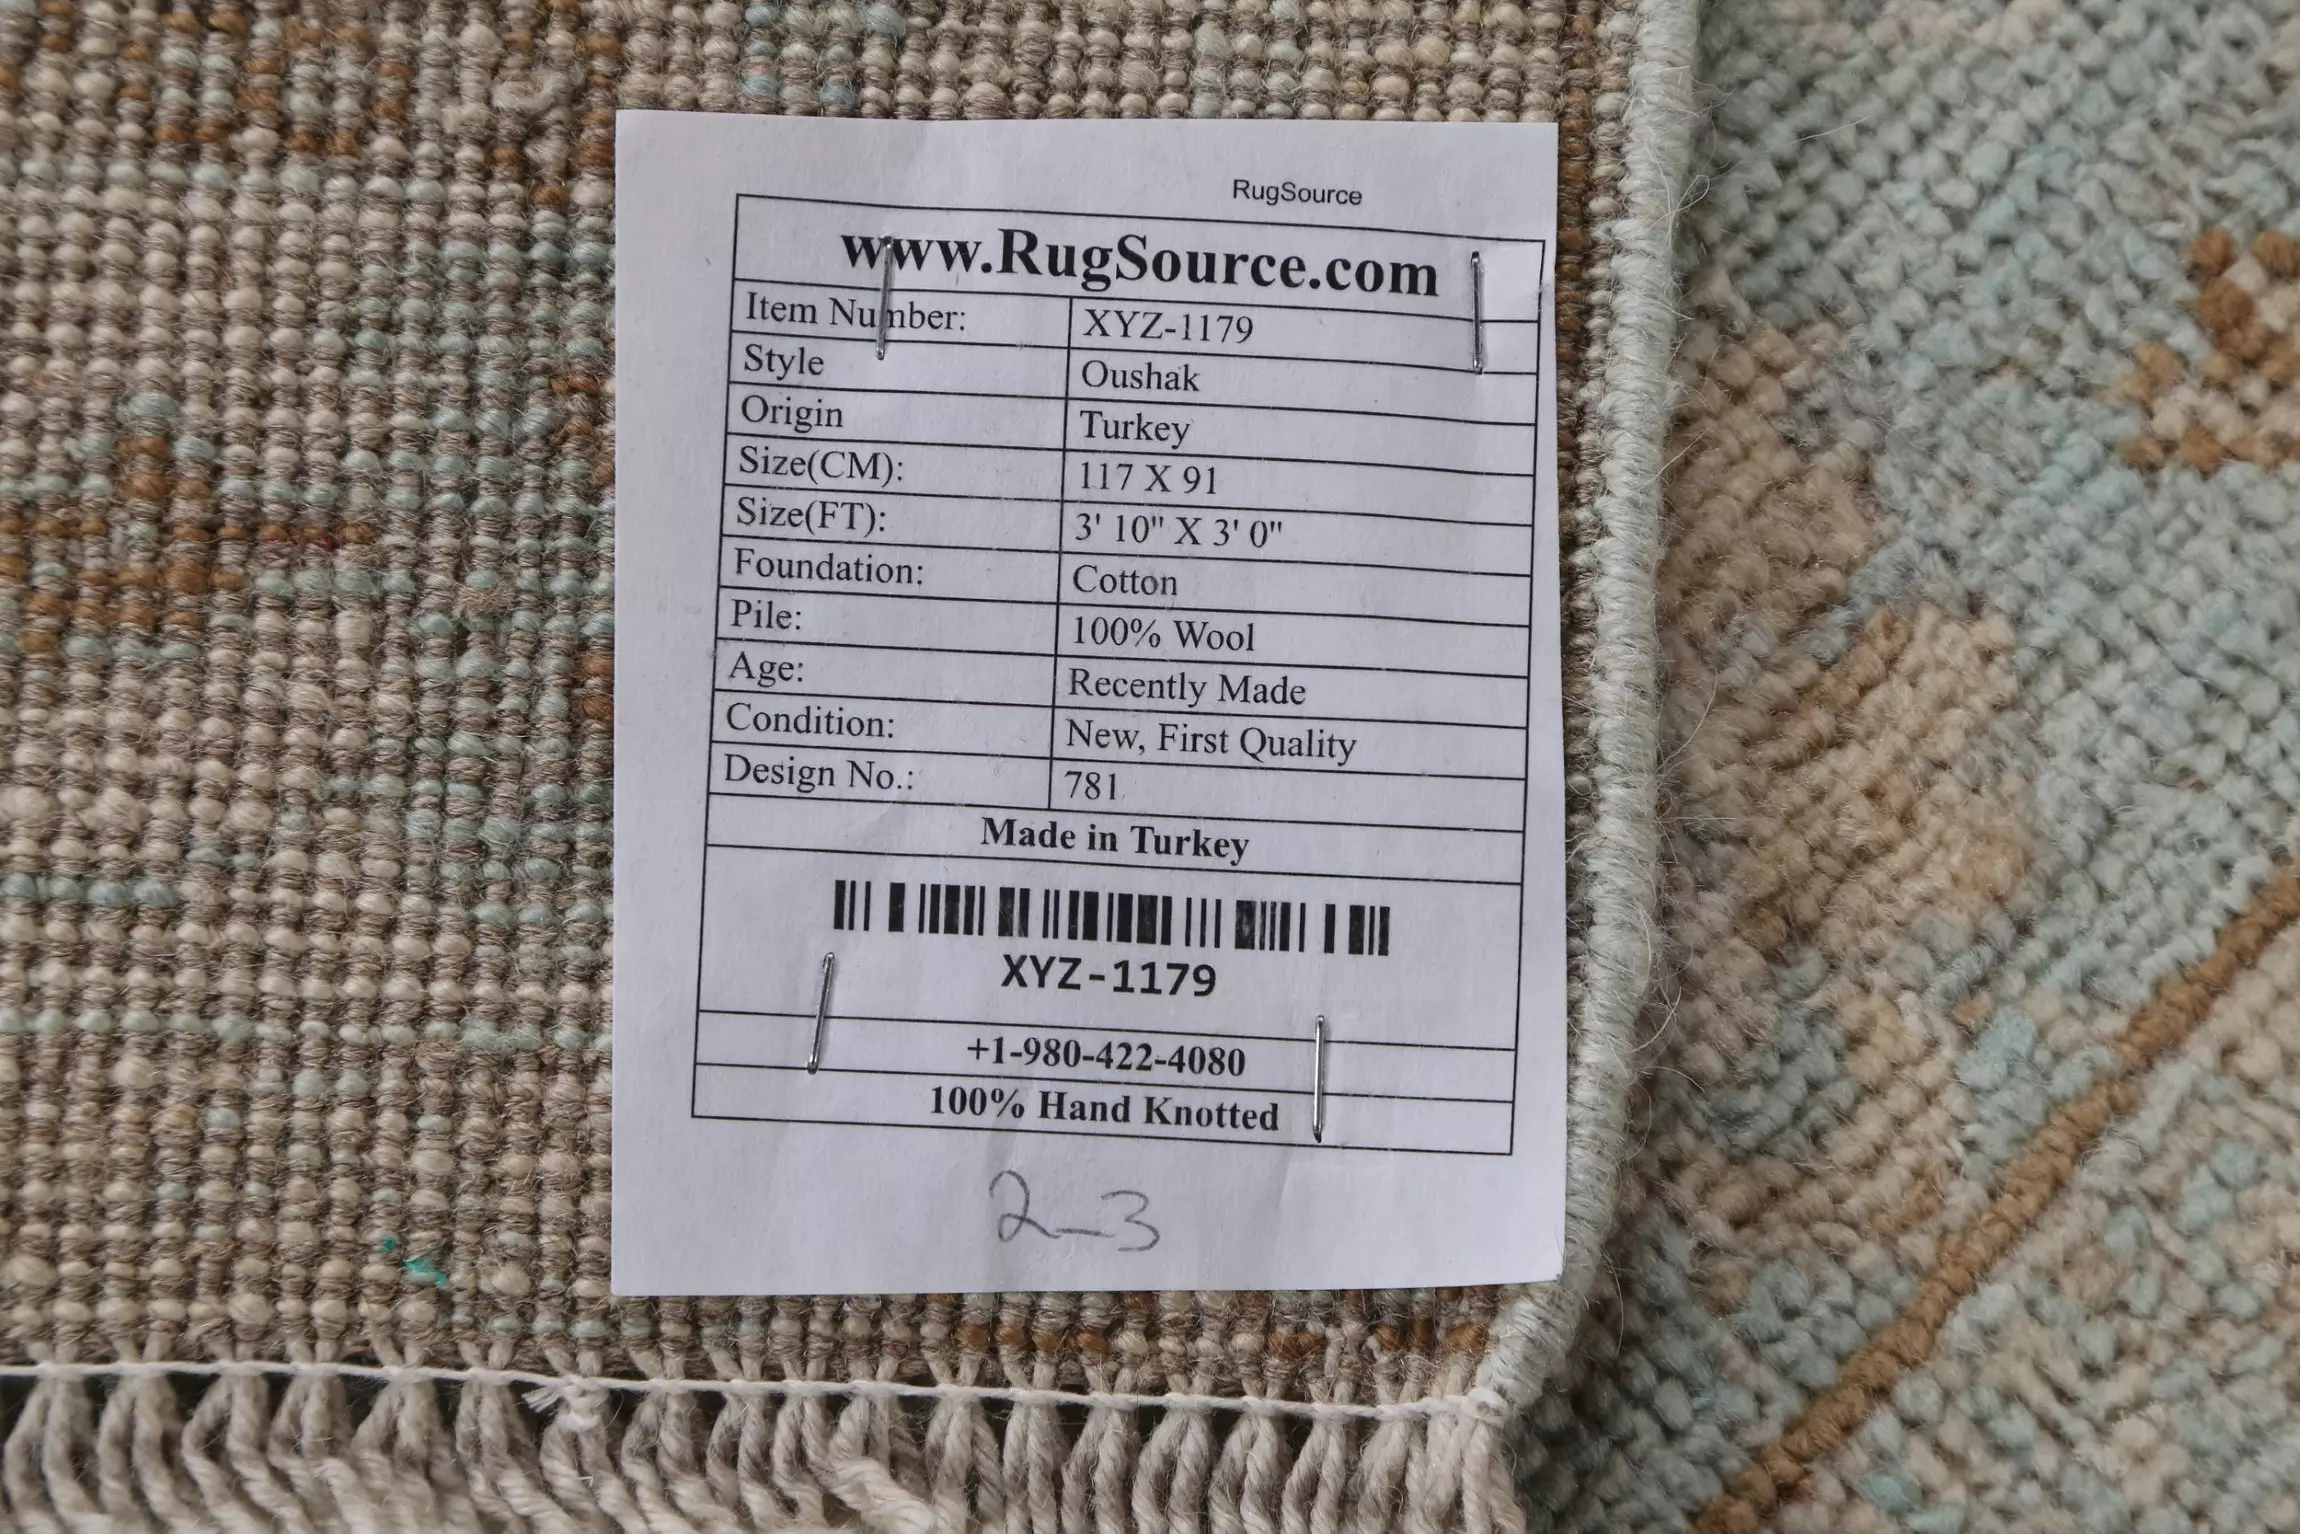 RugSource
www.RugSource.com
Item Number: XYZ-1179
Style Oushak
Origin Turkey
Size(CM): 117 X 91
Size(FT): 3' 10" X 3' 0"
Foundation: Cotton
Pile: 100% Wool
Age: Recently Made
Condition: New, First Quality
Design No.: 781
Made in Turkey
XYZ-1179
+1-980-422-4080
100% Hand Knotted
2-3